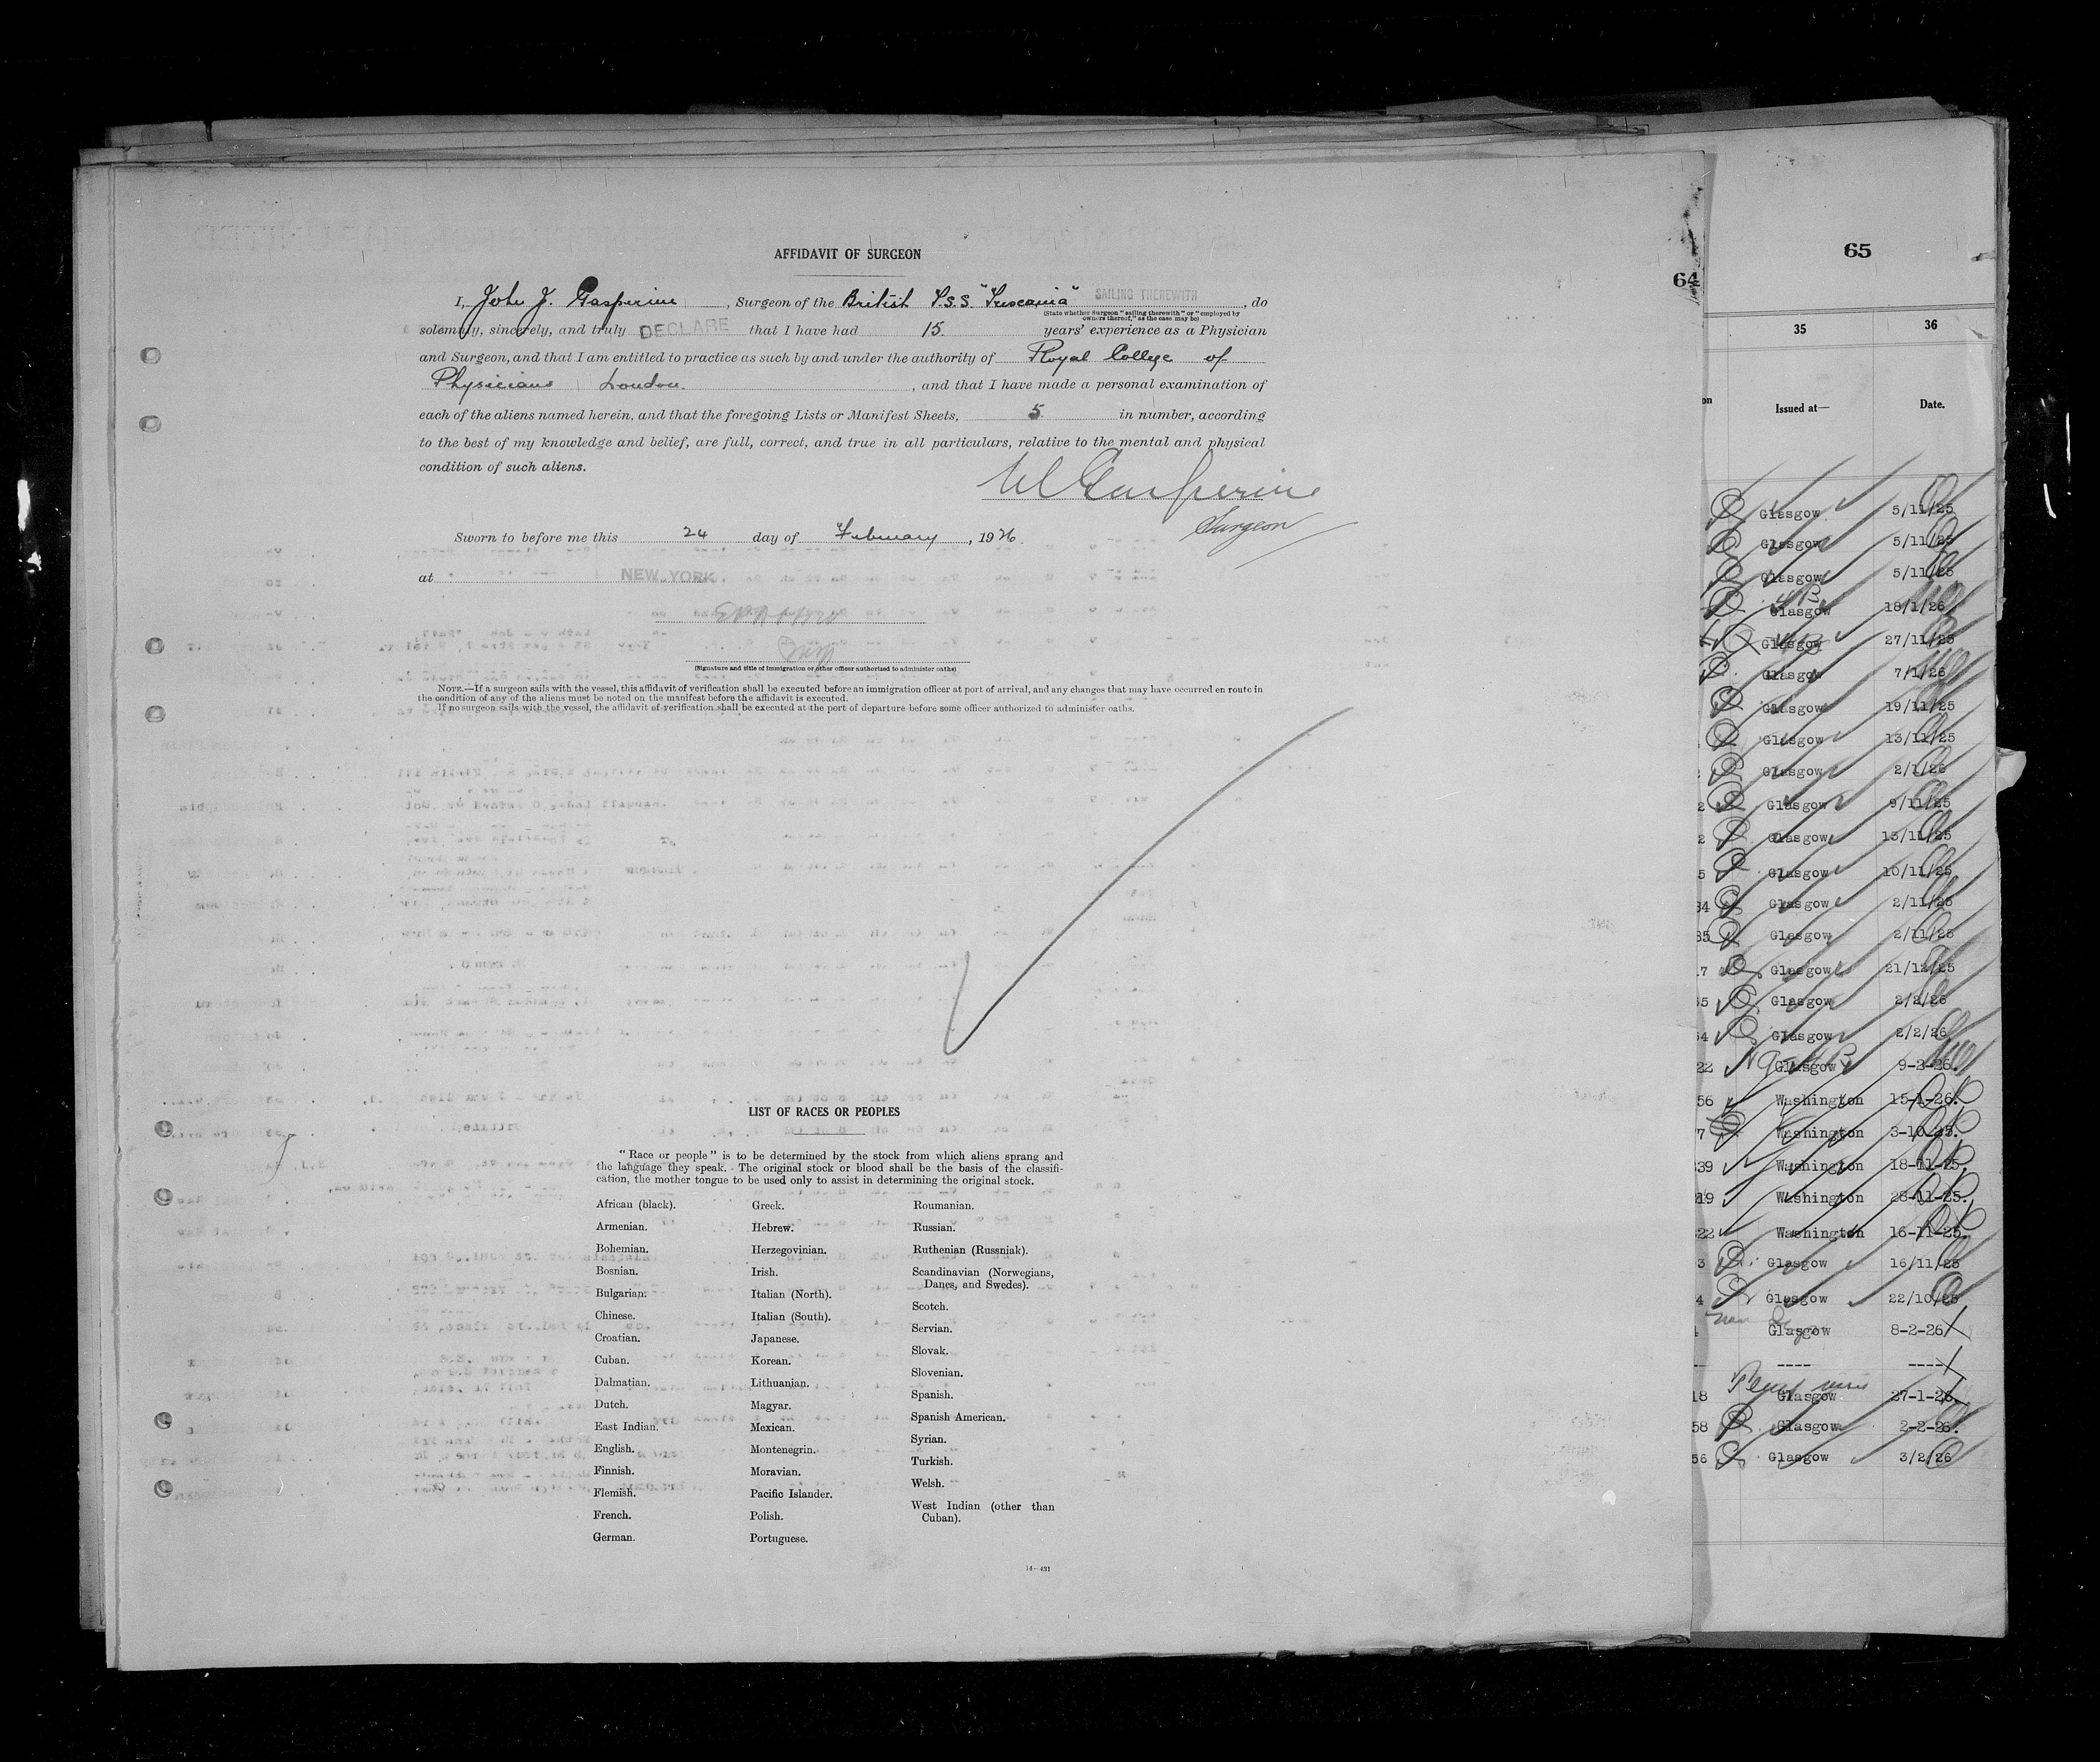 AFFIDAVIT OF SURGEON
I, John J. Gasperine, Surgeon of the British T.S.S. "Tuscania" SAILING THEREWITH, do
(State whether Surgeon "sailing therewith" or "employed by
owners thereof," as the case may be)
solemnly, sincerely, and truly DECLARE that I have had 15 years' experience as a Physician
and Surgeon, and that I am entitled to practice as such by and under the authority of Royal College of
Physicians London, and that I have made a personal examination of
each of the aliens named herein, and that the foregoing Lists or Manifest Sheets, 5 in number, according
to the best of my knowledge and belief, are full, correct, and true in all particulars, relative to the mental and physical
condition of such aliens.
Gasperine
Surgeon
Sworn to before me this 24 day of February, 1926.
at NEW YORK
(Signature and title of immigration or other officer authorized to administer oaths)
NOTE.—If a surgeon sails with the vessel, this affidavit of verification shall be executed before an immigration officer at port of arrival, and any changes that may have occurred en route in
the condition of any of the aliens must be noted on the manifest before the affidavit is executed.
If no surgeon sails with the vessel, the affidavit of verification shall be executed at the port of departure before some officer authorized to administer oaths.
LIST OF RACES OR PEOPLES
"Race or people" is to be determined by the stock from which aliens sprang and
the language they speak. The original stock or blood shall be the basis of the classifi-
cation, the mother tongue to be used only to assist in determining the original stock.
African (black).
Armenian.
Bohemian.
Bosnian.
Bulgarian.
Chinese.
Croatian.
Cuban.
Dalmatian.
Dutch.
East Indian.
English.
Finnish.
Flemish.
French.
German.
Greek.
Hebrew.
Herzegovinian.
Irish.
Italian (North).
Italian (South).
Japanese.
Korean.
Lithuanian.
Magyar.
Mexican.
Montenegrin.
Moravian.
Pacific Islander.
Polish.
Portuguese.
Roumanian.
Russian.
Ruthenian (Russniak).
Scandinavian (Norwegians,
Danes, and Swedes).
Scotch.
Servian.
Slovak.
Slovenian.
Spanish.
Spanish American.
Syrian.
Turkish.
Welsh.
West Indian (other than
Cuban).
14—431
64
65
35 36
Issued at— Date.
Glasgow 5/11/25
Glasgow 5/11/25
Glasgow 5/11/25
Glasgow 18/1/26
Glasgow 27/11/25
Glasgow 7/1/26
Glasgow 19/11/25
Glasgow 13/11/25
Glasgow 2/1/26
2 Glasgow 9/11/25
2 Glasgow 13/11/25
5 Glasgow 10/11/25
34 Glasgow 2/11/25
35 Glasgow 2/11/25
17 Glasgow 21/12/25
55 Glasgow 2/2/26
54 Glasgow 2/2/26
22 Glasgow 9-3-26.
56 Washington 15-1-26.
7 Washington 3-10-25.
39 Washington 18-11-25.
19 Washington 28-11-25.
22 Washington 16-11-25.
3 Glasgow 16/11/25
4 Glasgow 22/10/25
Glasgow 8-2-26
---- ----
18 Glasgow 27-1-26
58 Glasgow 2-2-26.
56 Glasgow 3/2/26